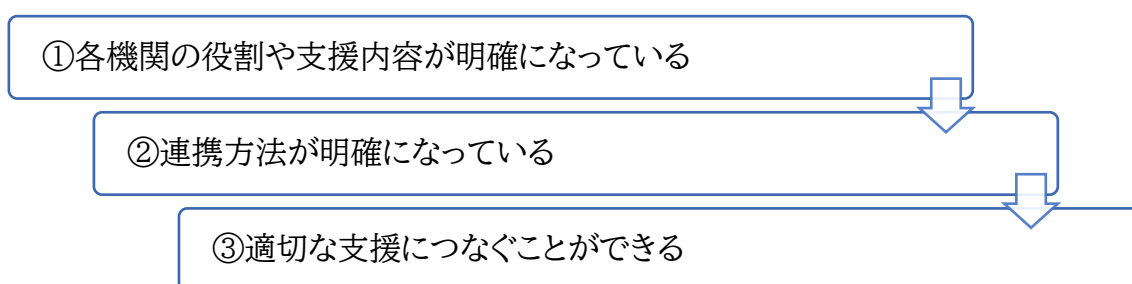 ①各機関の役割や支援内容が明確になっている
②連携方法が明確になっている
③適切な支援につなぐことができる